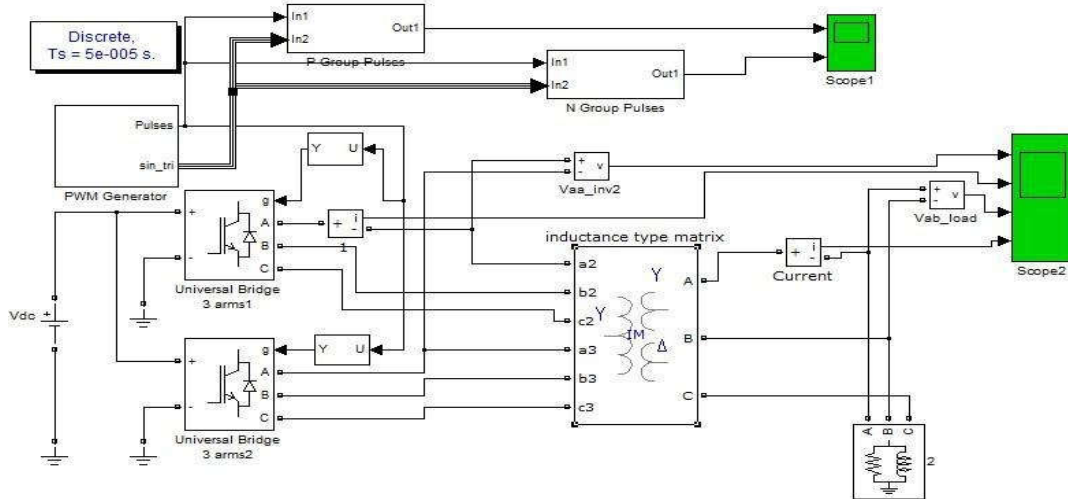 Discrete,
Ts = 5e-005 s.
In1
In2
Out1
P Group Pulses
In1
In2
Out1
N Group Pulses
Scope1
Pulses
sin_tri
PWM Generator
Y
U
+
-
v
Vaa_inv2
+
-
v
Vab_load
Scope2
g
+
-
A
B
C
Universal Bridge
3 arms1
+
i
-
1
inductance type matrix
a2
b2
c2
a3
b3
c3
Y
Y
IM
Δ
A
B
C
+
i
-
Current
Vdc
+
Y
U
g
+
-
A
B
C
Universal Bridge
3 arms2
A
B
C
2